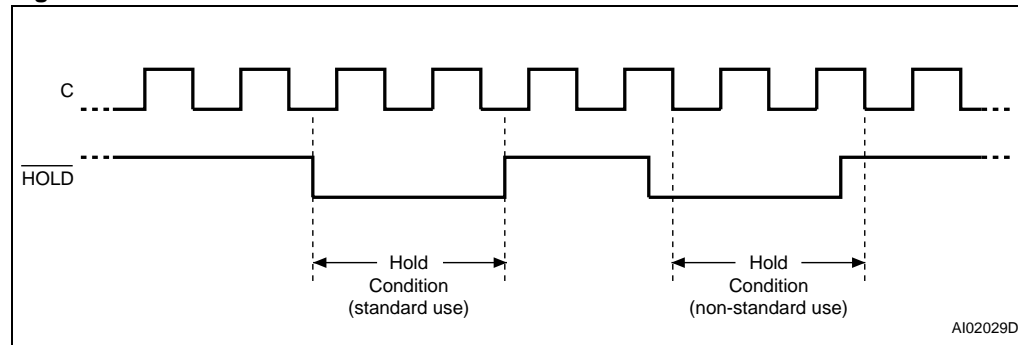 C
HOLD
Hold
Condition
(standard use)
Hold
Condition
(non-standard use)
AI02029D